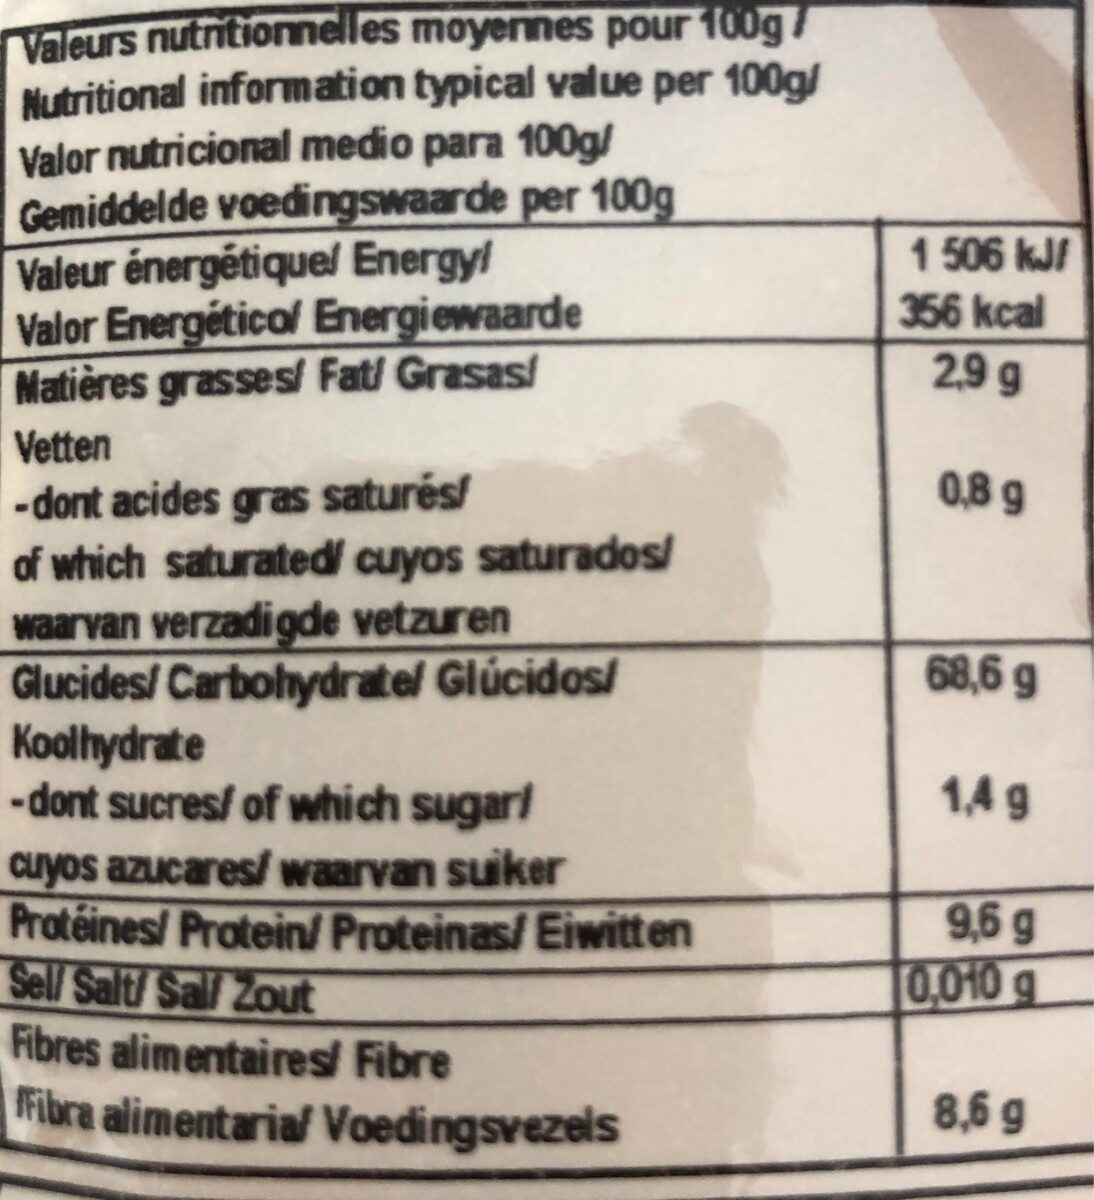 Valeurs nutritionnelles moyennes pour 100g /
Nutritional information typical value per 100g/
Valor nutricional medio para 100g/
Gemiddelde voedingswaarde per 100g
Valeur énergétique/ Energy/ 1 506 kJ/
Valor Energético/ Energiewaarde 356 kcal
Matières grasses/ Fat/ Grasas/ 2,9 g
Vetten
-dont acides gras saturés/ 0,8 g
of which saturated/ cuyos saturados/
waarvan verzadigde vetzuren
Glucides/ Carbohydrate/ Glúcidos/ 68,6 g
Koolhydrate
-dont sucres/ of which sugar/ 1,4 g
cuyos azucares/ waarvan suiker
Protéines/ Protein/ Proteinas/ Eiwitten 9,6 g
Sel/ Salt/ Sal/ Zout 0,010 g
Fibres alimentaires/ Fibre
/Fibra alimentaria/ Voedingsvezels 8,6 g